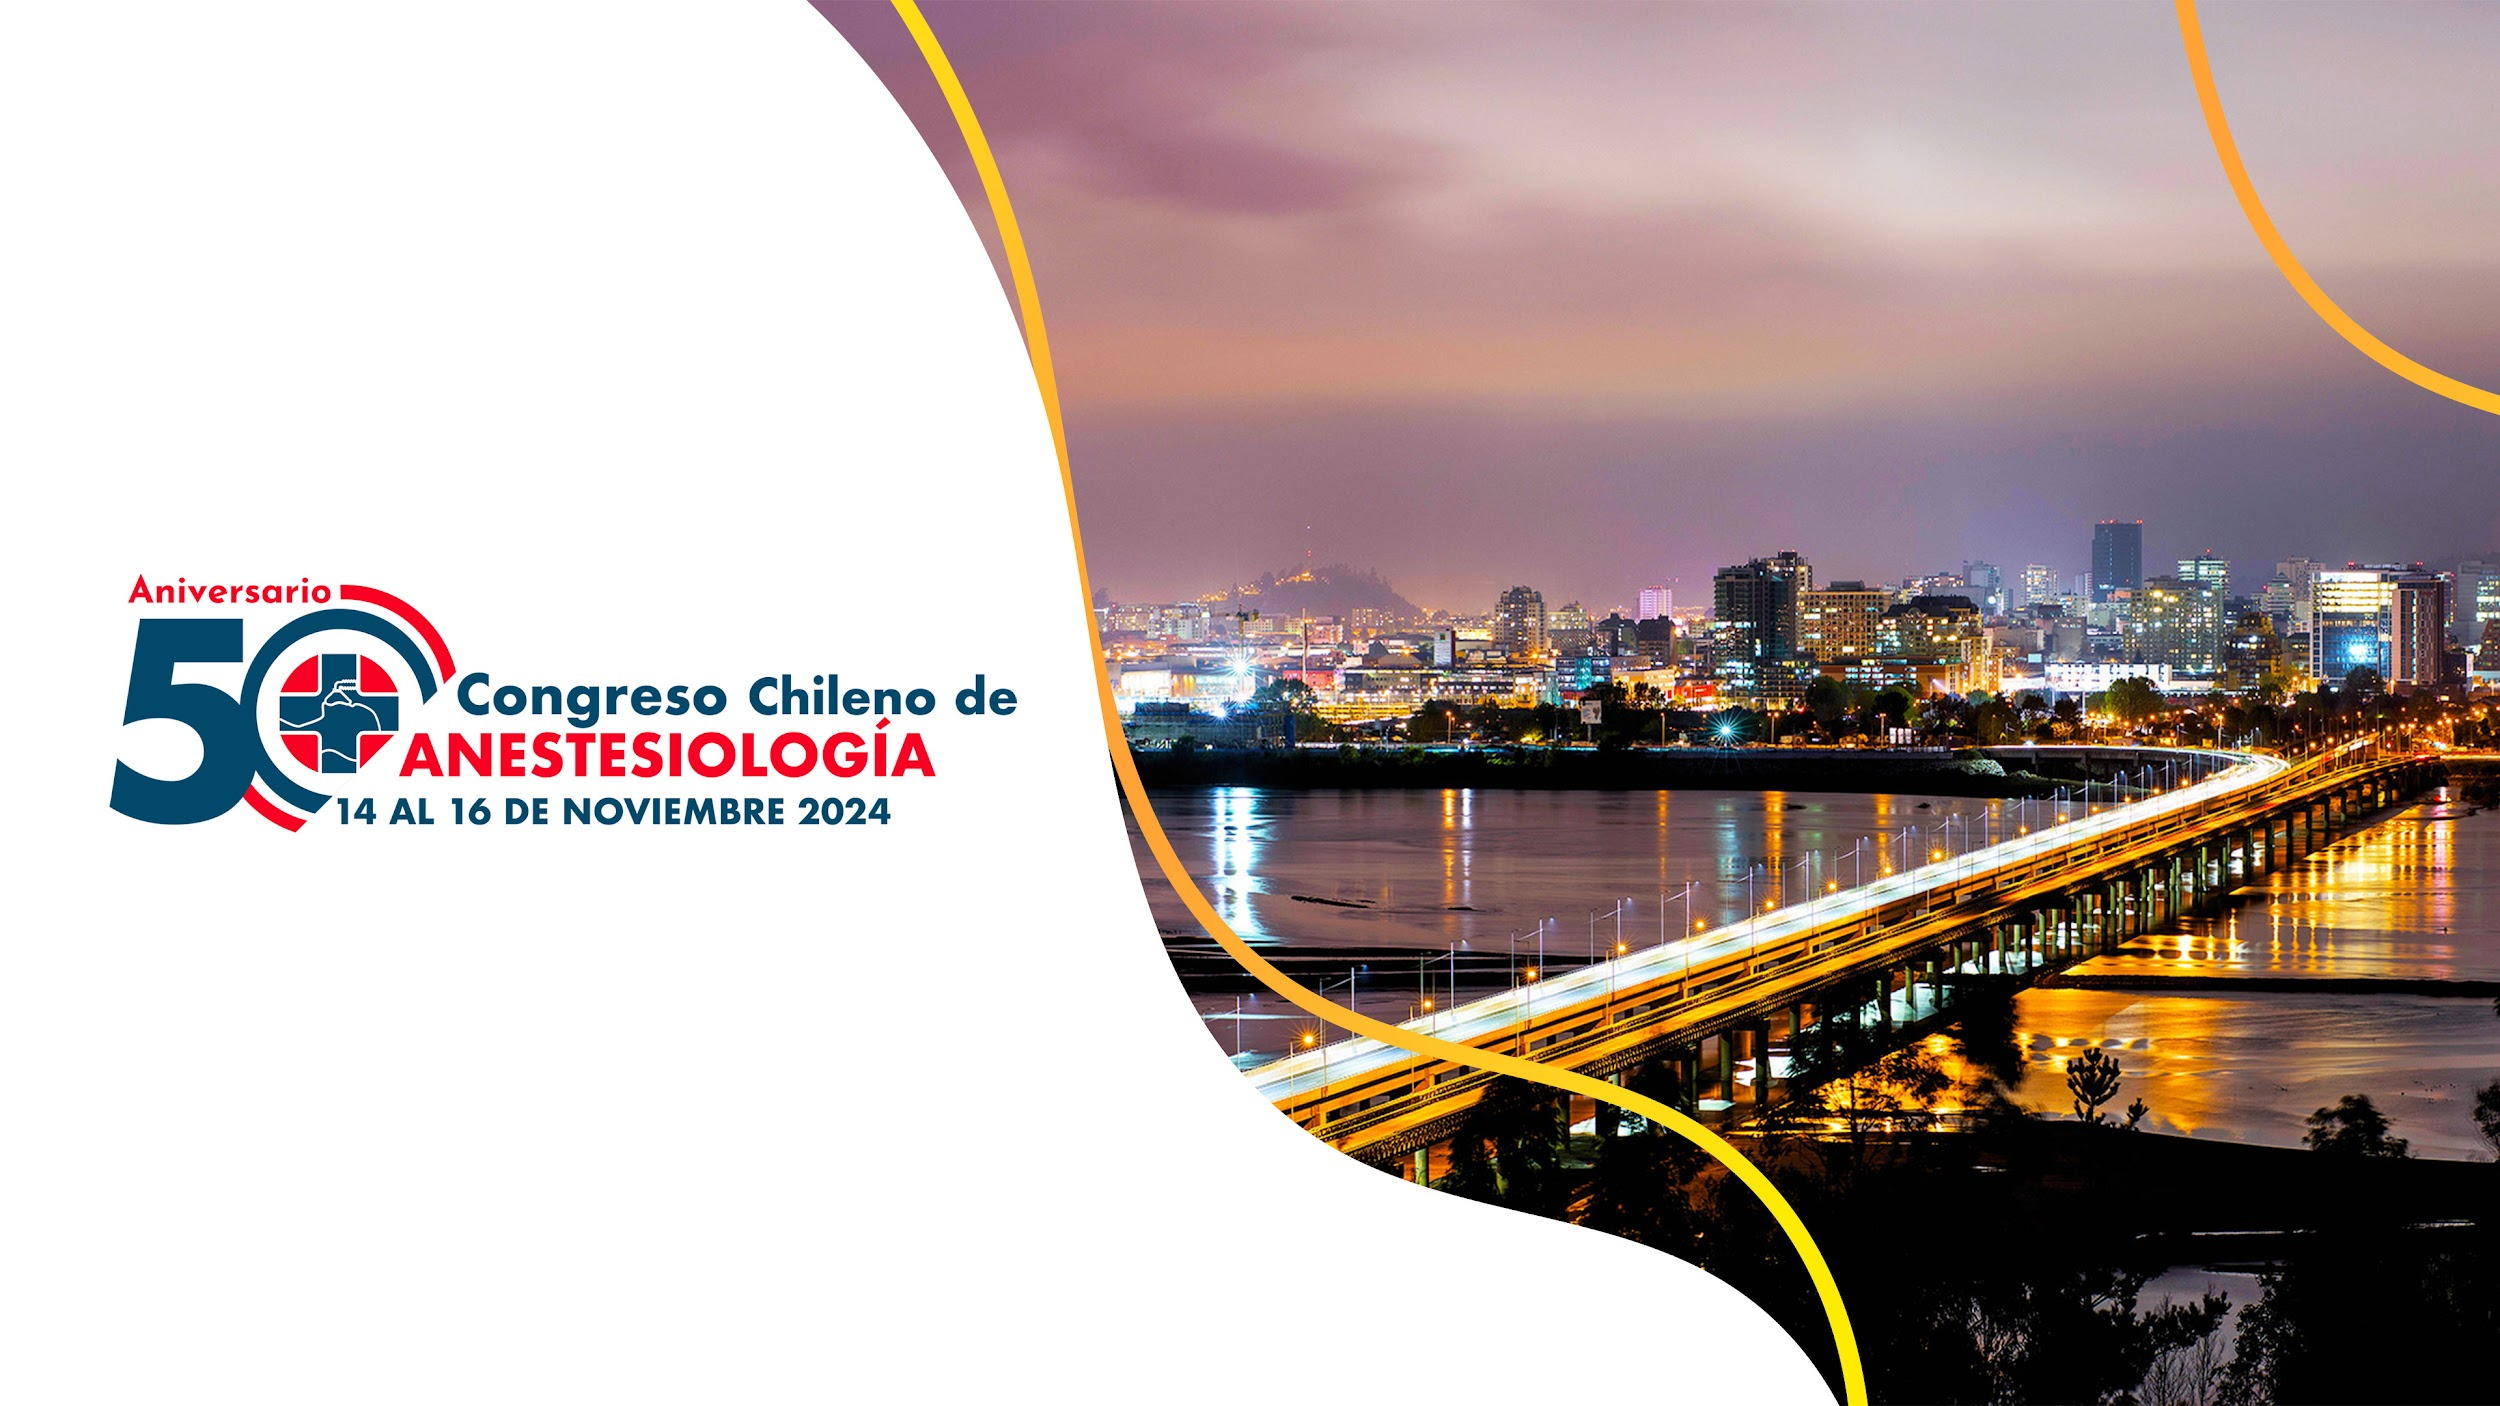 Aniversario
50
Congreso Chileno de
ANESTESIOLOGÍA
14 AL 16 DE NOVIEMBRE 2024